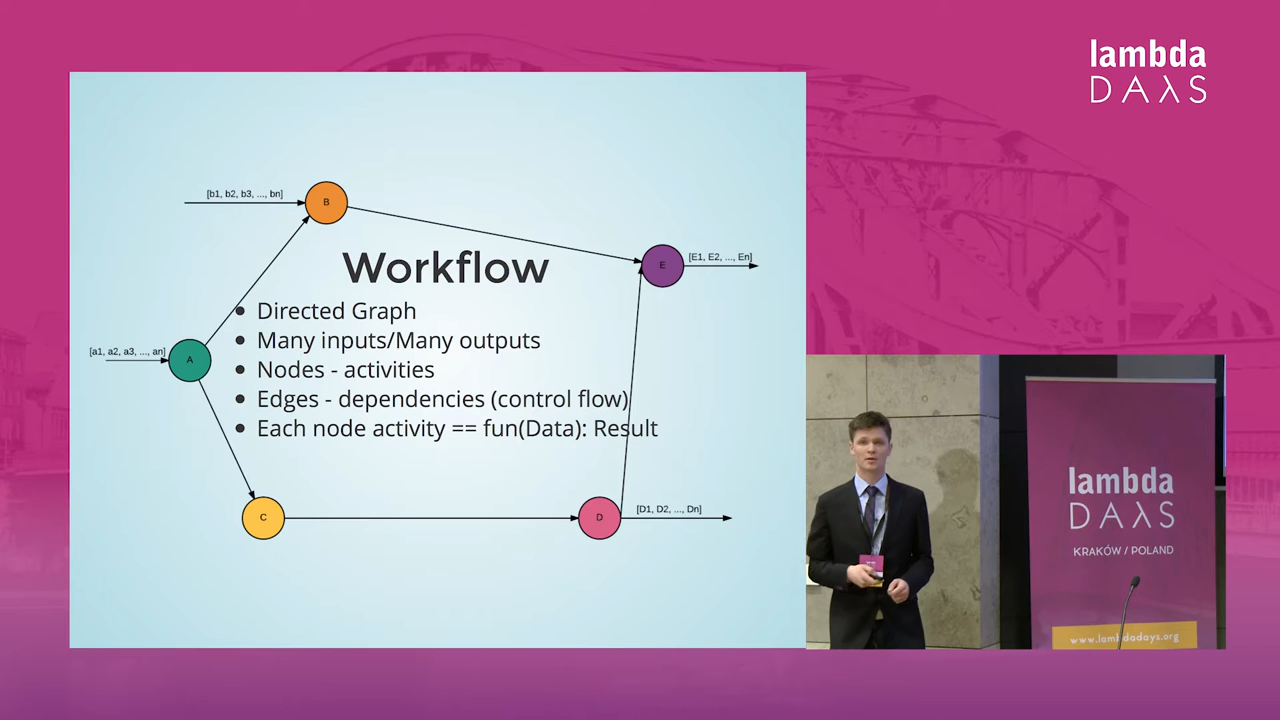 lambda
DAλS
[b1, b2, b3, ..., bn]
B
Workflow
[E1, E2, ..., En]
E
Directed Graph
Many inputs/Many outputs
[a1, a2, a3, ..., an]
A
Nodes - activities
Edges - dependencies (control flow)
Each node activity == fun(Data): Result
C
D
[D1, D2, ..., Dn]
lambda
DAλS
KRAKÓW / POLAND
www.lambdadays.org